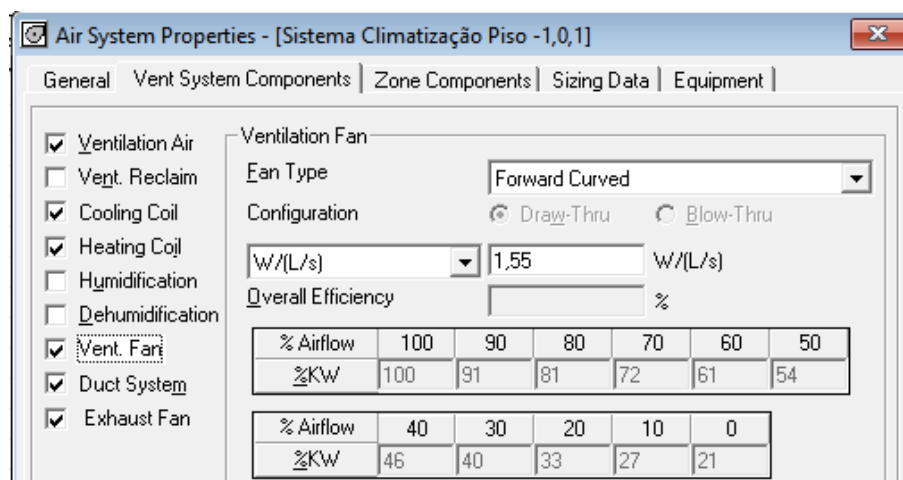 Air System Properties - [Sistema Climatização Piso -1,0,1]
General Vent System Components Zone Components Sizing Data Equipment
Ventilation Air
Vent. Reclaim
Cooling Coil
Heating Coil
Humidification
Dehumidification
Vent. Fan
Duct System
Exhaust Fan
Ventilation Fan
Fan Type Forward Curved
Configuration Draw-Thru Blow-Thru
W/(L/s) 1,55 W/(L/s)
Overall Efficiency %
% Airflow 100 90 80 70 60 50
%KW 100 91 81 72 61 54
% Airflow 40 30 20 10 0
%KW 46 40 33 27 21